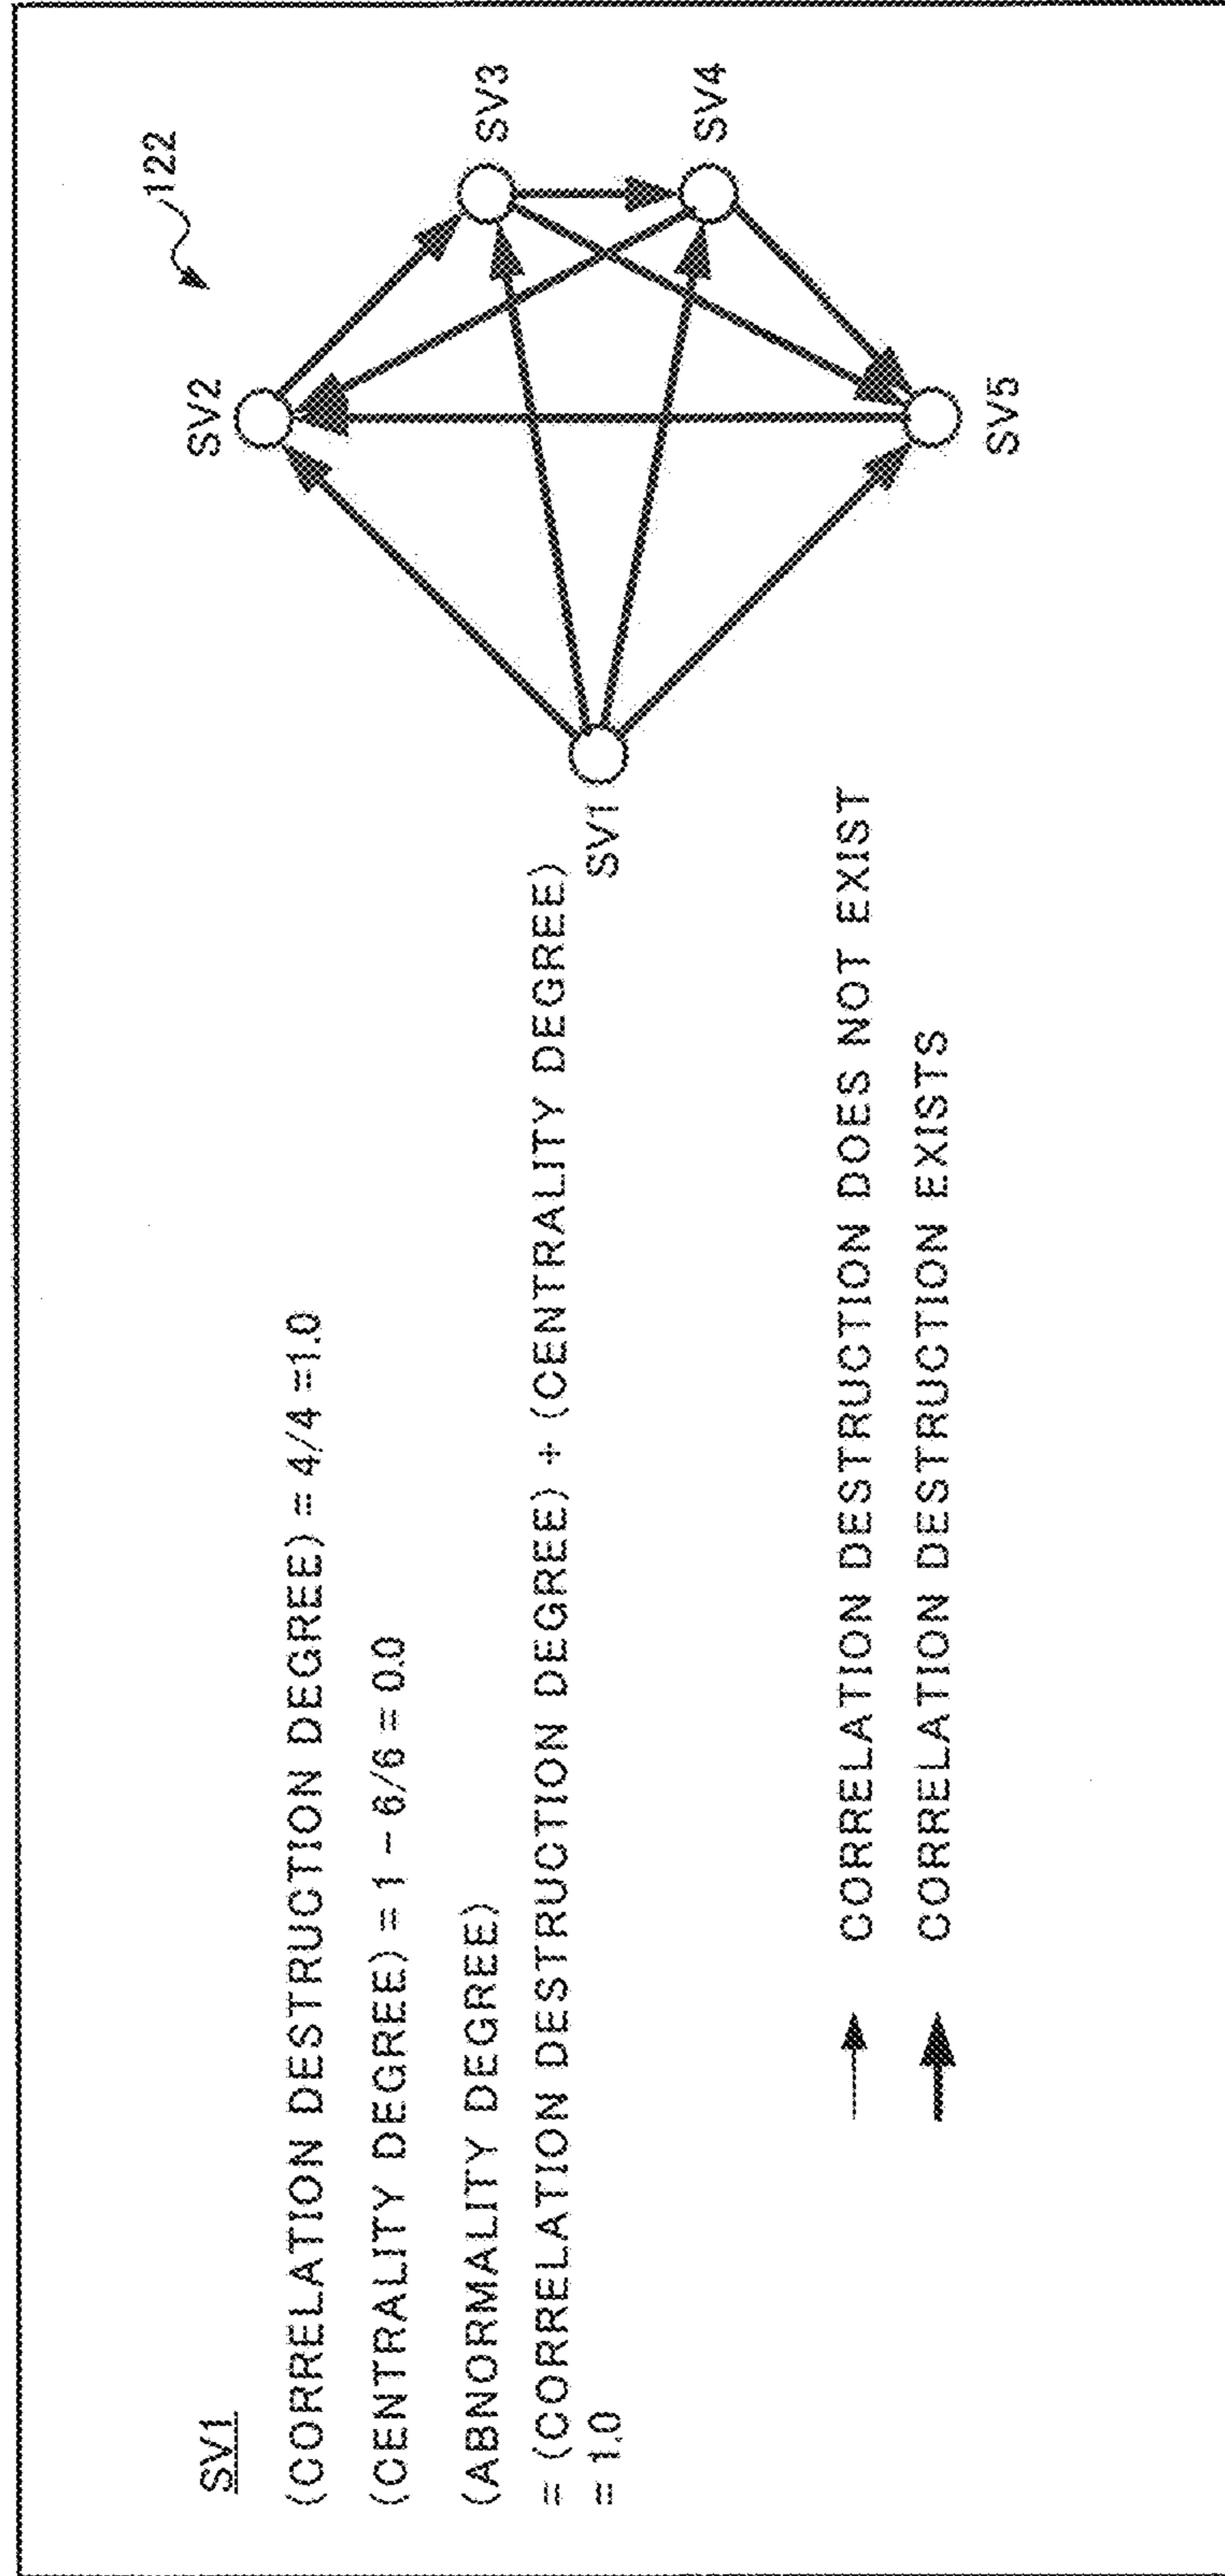 SV1
(CORRELATION DESTRUCTION DEGREE) = 4/4 =1.0
(CENTRALITY DEGREE) = 1 - 6/6 = 0.0
(ABNORMALITY DEGREE)
= (CORRELATION DESTRUCTION DEGREE) + (CENTRALITY DEGREE)
= 1.0
122
SV2
SV3
SV4
SV1
SV5
CORRELATION DESTRUCTION DOES NOT EXIST
CORRELATION DESTRUCTION EXISTS